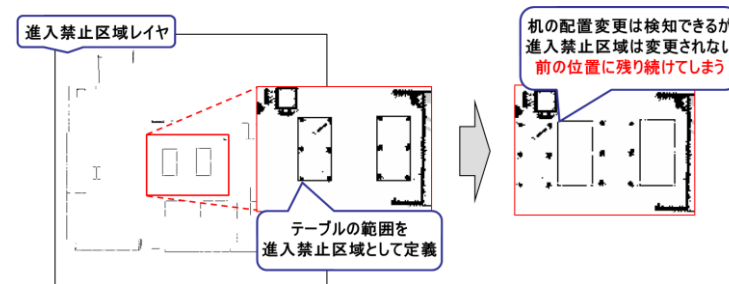 進入禁止区域レイヤ
テーブルの範囲を
進入禁止区域として定義
机の配置変更は検知できるが
進入禁止区域は変更されない
前の位置に残り続けてしまう